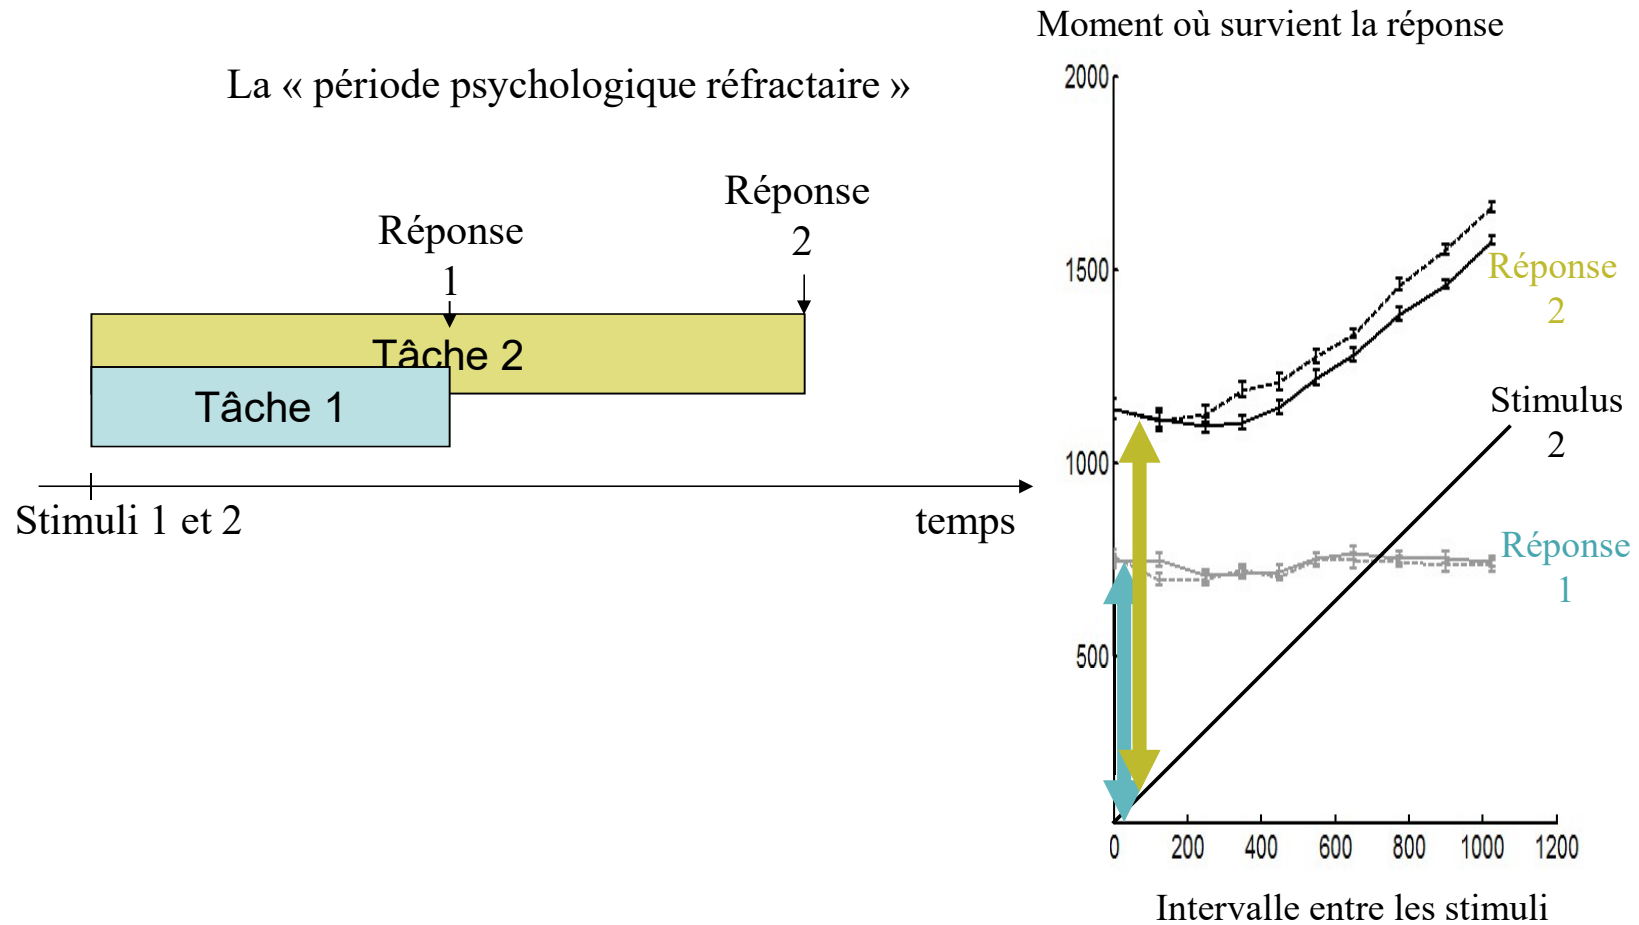 La « période psychologique réfractaire »
Réponse
1
Réponse
2
Tâche 2
Tâche 1
Stimuli 1 et 2
temps
Moment où survient la réponse
2000
1500
1000
500
Réponse
2
Stimulus
2
Réponse
1
0 200 400 600 800 1000 1200
Intervalle entre les stimuli